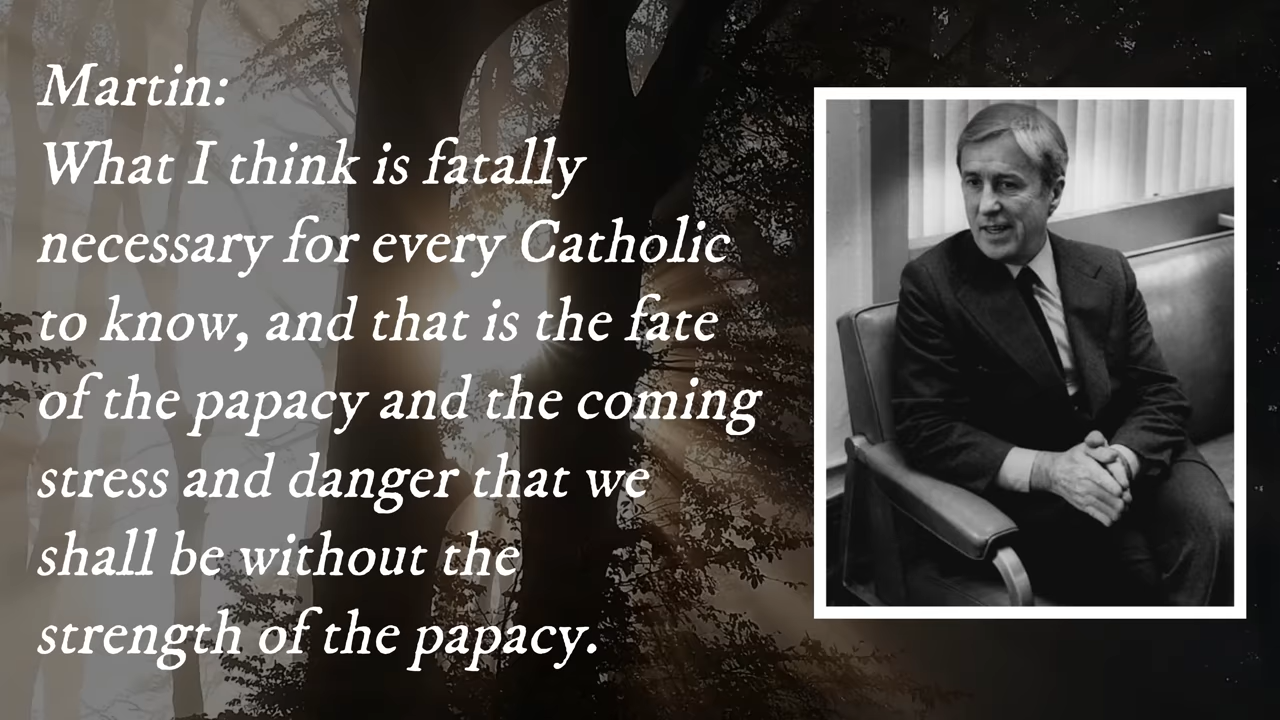 Martin:
What I think is fatally
necessary for every Catholic
to know, and that is the fate
of the papacy and the coming
stress and danger that we
shall be without the
strength of the papacy.